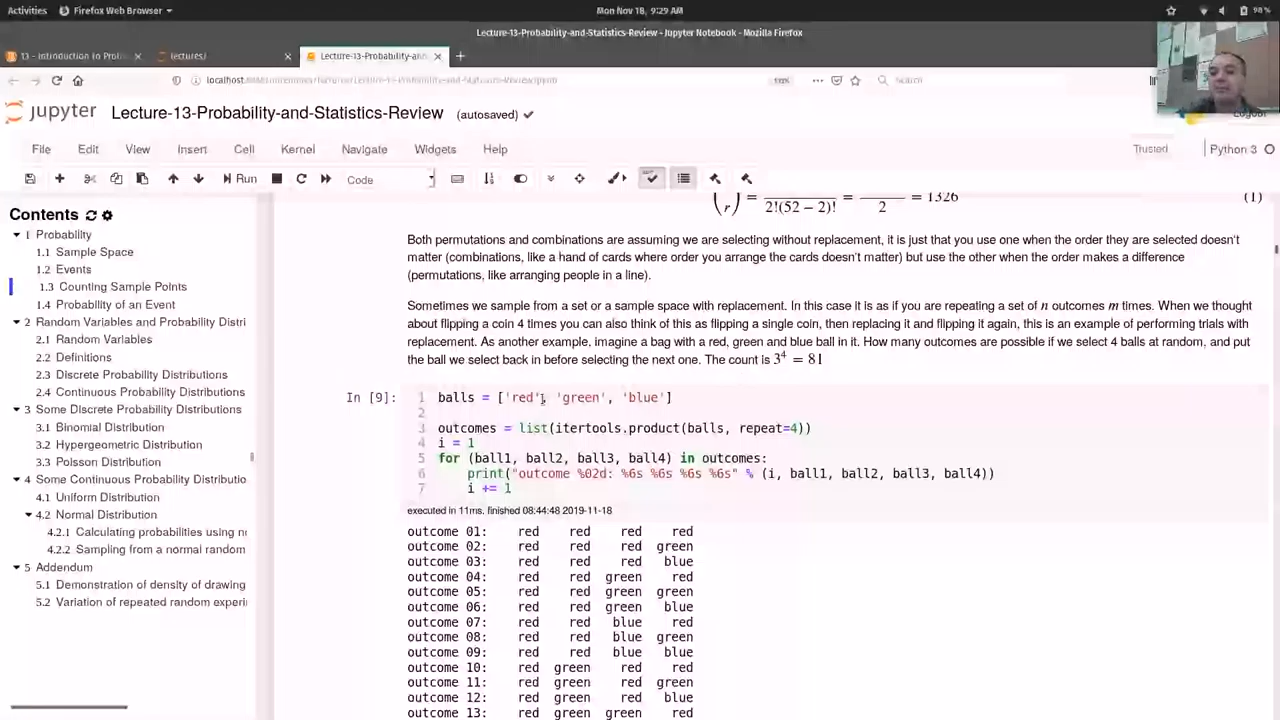 Activities Firefox Web Browser Mon Nov 18, 9:29 AM 98%
Lecture-13-Probability-and-Statistics-Review - Jupyter Notebook - Mozilla Firefox
lectures/ Lecture-13-Probability-and-
Search
jupyter Lecture-13-Probability-and-Statistics-Review (autosaved) Logout
File Edit View Insert Cell Kernel Navigate Widgets Help Trusted Python 3
Run Code
Contents
1 Probability
1.1 Sample Space
1.2 Events
1.3 Counting Sample Points
1.4 Probability of an Event
2 Random Variables and Probability Distri
2.1 Random Variables
2.2 Definitions
2.3 Discrete Probability Distributions
2.4 Continuous Probability Distributions
3 Some Discrete Probability Distributions
3.1 Binomial Distribution
3.2 Hypergeometric Distribution
3.3 Poisson Distribution
4 Some Continuous Probability Distributio
4.1 Uniform Distribution
4.2 Normal Distribution
4.2.1 Calculating probabilities using n
4.2.2 Sampling from a normal random
5 Addendum
5.1 Demonstration of density of drawing
5.2 Variation of repeated random experi
(r) = 2!(52 − 2)! = 2 = 1326 (1)
Both permutations and combinations are assuming we are selecting without replacement, it is just that you use one when the order they are selected doesn't
matter (combinations, like a hand of cards where order you arrange the cards doesn't matter) but use the other when the order makes a difference
(permutations, like arranging people in a line).
Sometimes we sample from a set or a sample space with replacement. In this case it is as if you are repeating a set of n outcomes m times. When we thought
about flipping a coin 4 times you can also think of this as flipping a single coin, then replacing it and flipping it again, this is an example of performing trials with
replacement. As another example, imagine a bag with a red, green and blue ball in it. How many outcomes are possible if we select 4 balls at random, and put
the ball we select back in before selecting the next one. The count is 3^4 = 81
In [9]: 1 balls = ['red', 'green', 'blue']
2
3 outcomes = list(itertools.product(balls, repeat=4))
4 i = 1
5 for (ball1, ball2, ball3, ball4) in outcomes:
6 print("outcome %02d: %6s %6s %6s %6s" % (i, ball1, ball2, ball3, ball4))
7 i += 1
executed in 11ms, finished 08:44:48 2019-11-18
outcome 01: red red red red
outcome 02: red red red green
outcome 03: red red red blue
outcome 04: red red green red
outcome 05: red red green green
outcome 06: red red green blue
outcome 07: red red blue red
outcome 08: red red blue green
outcome 09: red red blue blue
outcome 10: red green red red
outcome 11: red green red green
outcome 12: red green red blue
outcome 13: red green green red